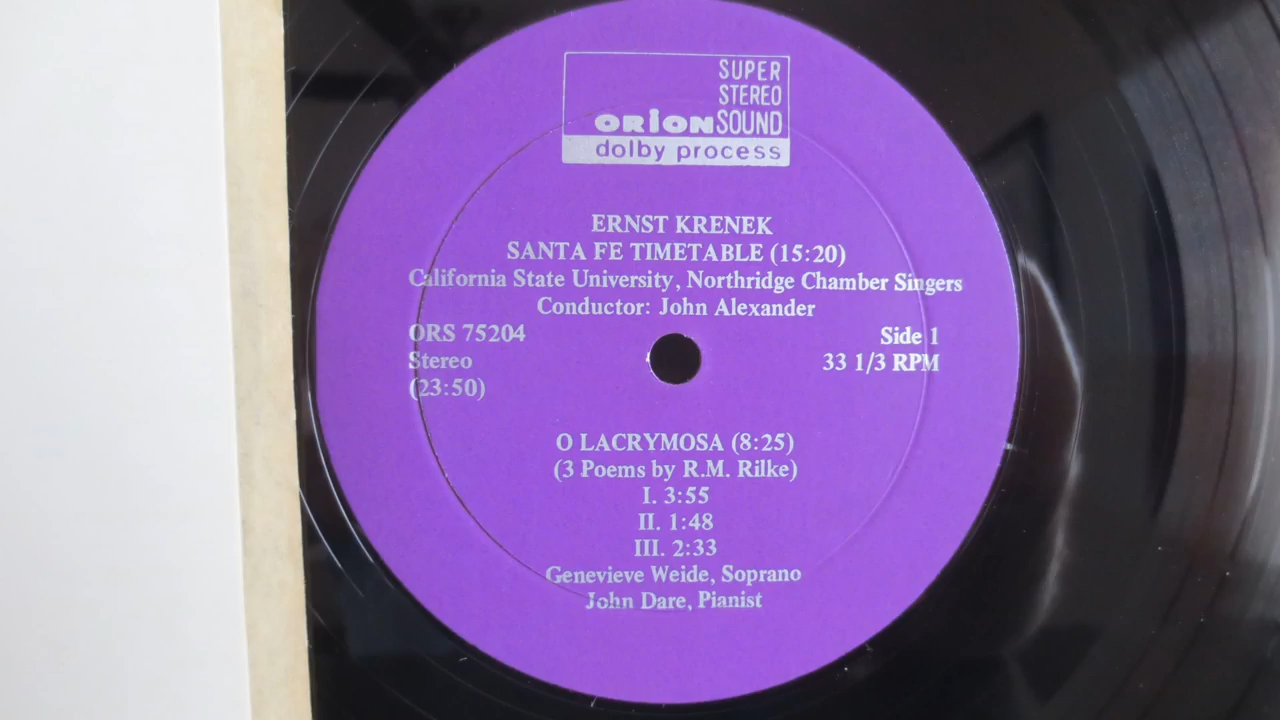 SUPER
STEREO
ORION SOUND
dolby process
ERNST KRENEK
SANTA FE TIMETABLE (15:20)
California State University, Northridge Chamber Singers
Conductor: John Alexander
ORS 75204
Side 1
Stereo
33 1/3 RPM
(23:50)
O LACRYMOSA (8:25)
(3 Poems by R.M. Rilke)
I. 3:55
II. 1:48
III. 2:33
Genevieve Weide, Soprano
John Dare, Pianist